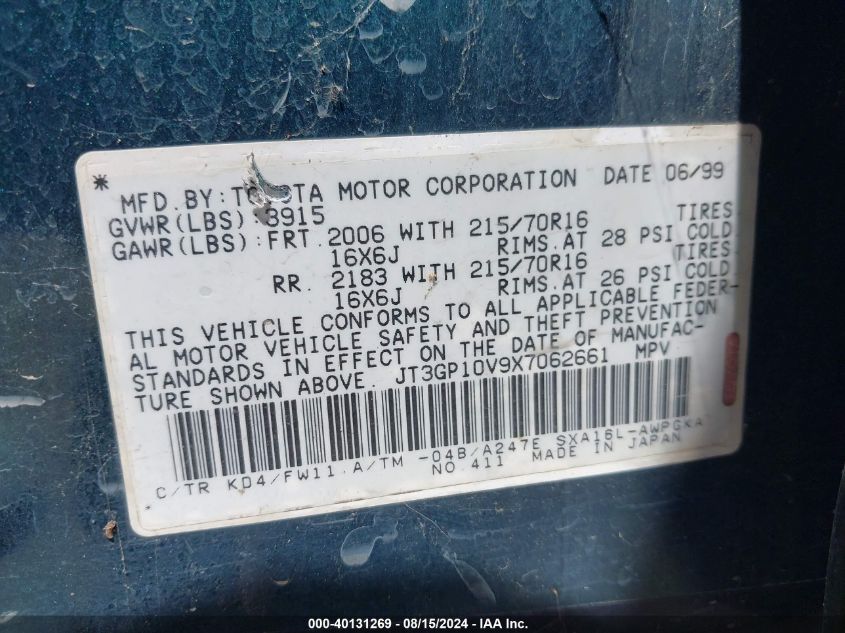 * MFD.BY:TOYOTA MOTOR CORPORATION DATE 06/99
GVWR(LBS):3915
GAWR(LBS):FRT.2006 WITH 215/70R16 TIRES
16X6J RIMS.AT 28 PSI COLD
RR. 2183 WITH 215/70R16 TIRES
16X6J RIMS.AT 26 PSI COLD.
THIS VEHICLE CONFORMS TO ALL APPLICABLE FEDER-
AL MOTOR VEHICLE SAFETY AND THEFT PREVENTION
STANDARDS IN EFFECT ON THE DATE OF MANUFAC-
TURE SHOWN ABOVE. JT3GP10V9X7062661 MPV
C/TR KD4/FW11.A/TM -04B/A247E SXA16L-AWPGKA
NO.411 MADE IN JAPAN
000-40131269 - 08/15/2024 - IAA Inc.